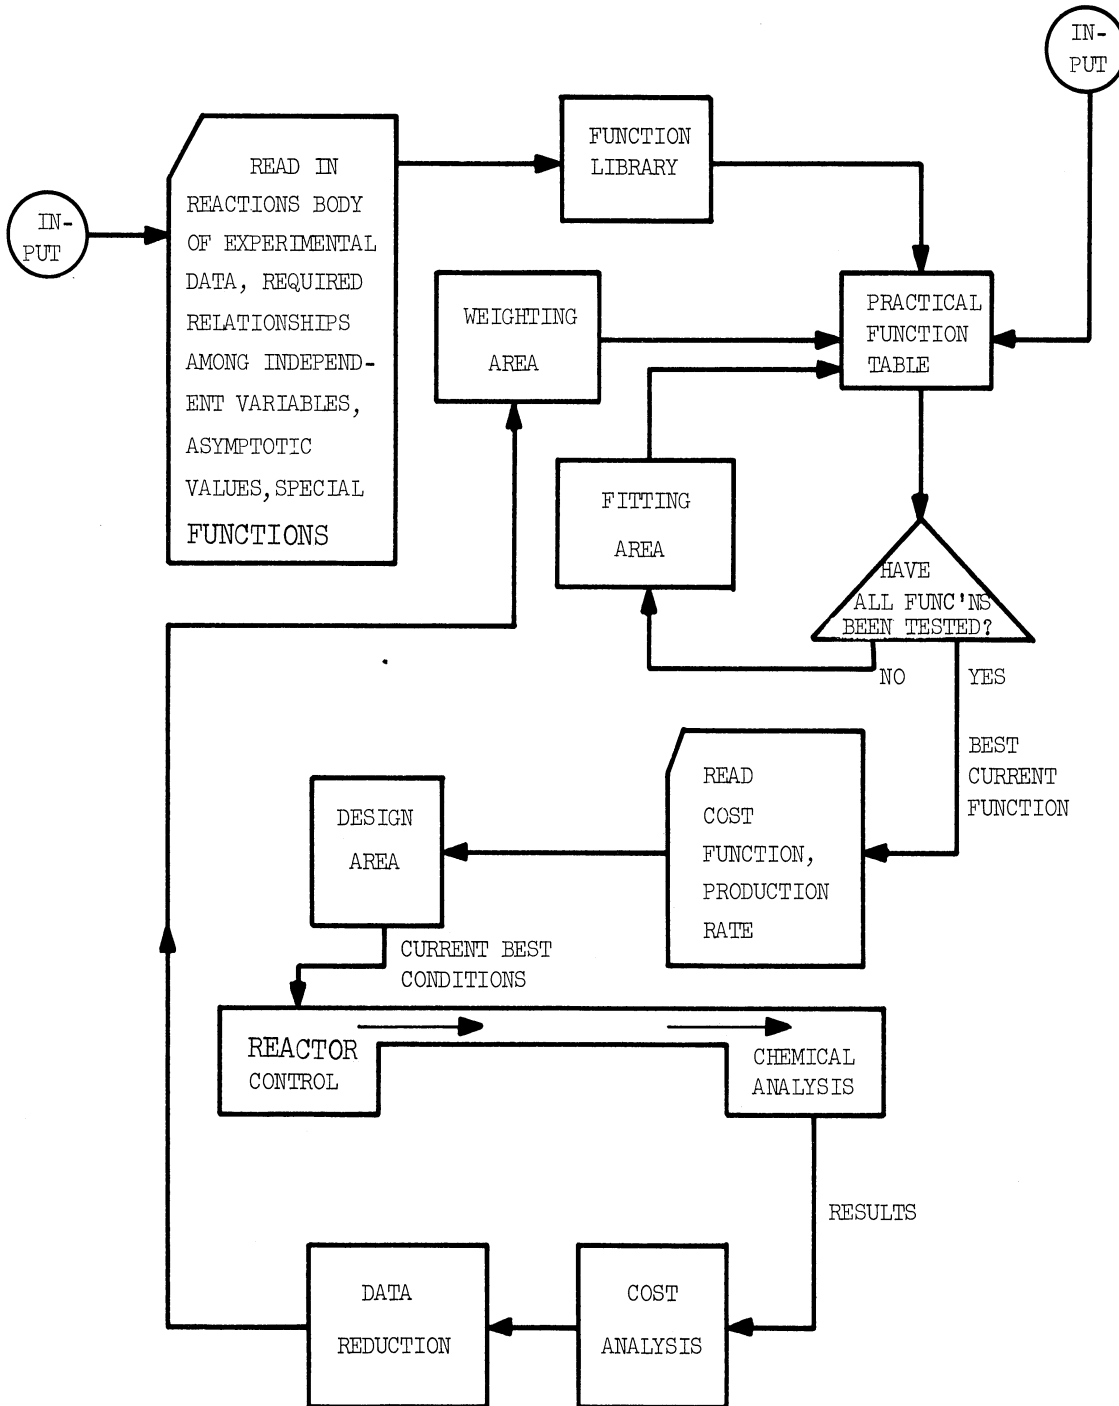 IN-
PUT
READ IN
REACTIONS BODY
OF EXPERIMENTAL
DATA, REQUIRED
RELATIONSHIPS
AMONG INDEPEND-
ENT VARIABLES,
ASYMPTOTIC
VALUES, SPECIAL
FUNCTIONS
FUNCTION
LIBRARY
IN-
PUT
WEIGHTING
AREA
PRACTICAL
FUNCTION
TABLE
FITTING
AREA
HAVE
ALL FUNC'NS
BEEN TESTED?
NO
YES
BEST
CURRENT
FUNCTION
READ
COST
FUNCTION,
PRODUCTION
RATE
DESIGN
AREA
CURRENT BEST
CONDITIONS
REACTOR
CONTROL
CHEMICAL
ANALYSIS
RESULTS
COST
ANALYSIS
DATA
REDUCTION